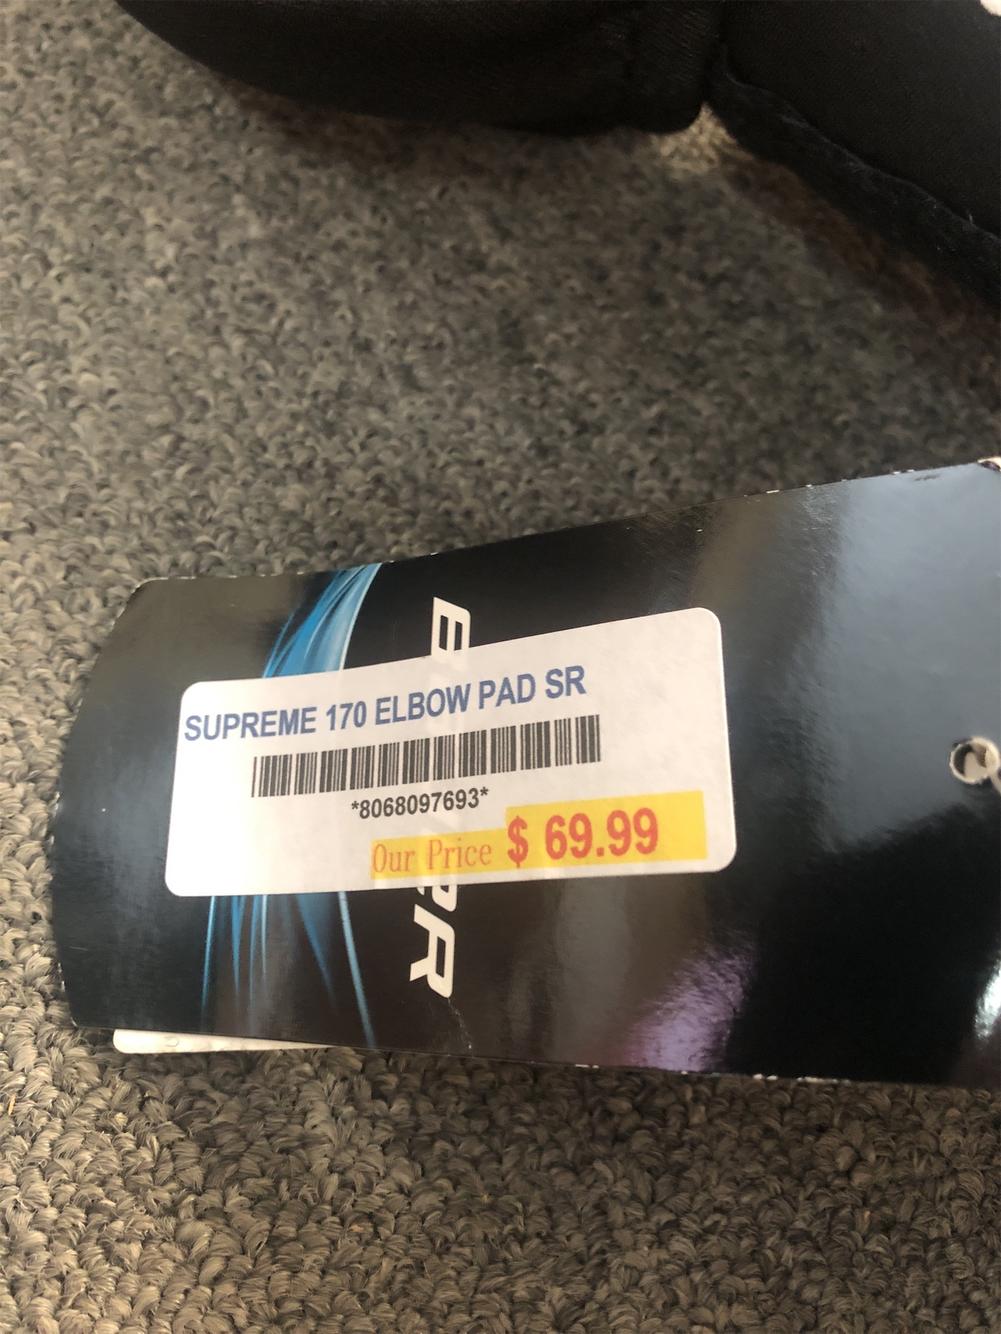 SUPREME 170 ELBOW PAD SR
*8068097693*
Our Price $ 69.99